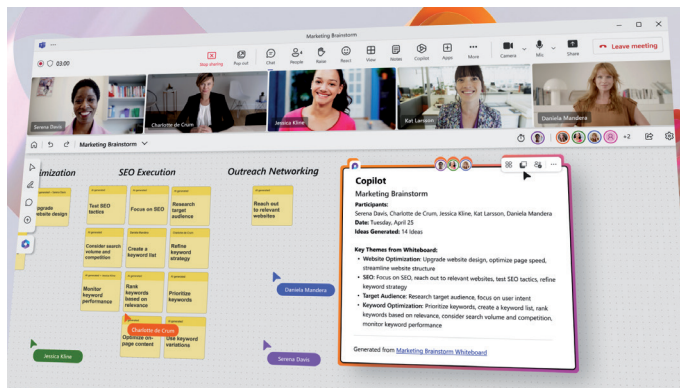 Marketing Brainstorm
03:00
Stop sharing
Pop out
Chat
People
Raise
React
View
Notes
Copilot
Apps
More
Camera
Mic
Share
Leave meeting
Serena Davis
Charlotte de Crum
Jessica Kline
Kat Larsson
Daniela Mandera
Marketing Brainstorm
+2
imization
SEO Execution
Outreach Networking
pgrade
ebsite design
Test SEO
tactics
Focus on SEO
Research
target
audience
Reach out
to relevant
websites
Consider search
volume and
competition
Create a
keyword list
Refine
keyword
strategy
Monitor
keyword
performance
Rank
keywords
based on
relevance
Prioritize
keywords
Optimize on-
page content
Use keyword
variations
Charlotte de Crum
Jessica Kline
Daniela Mandera
Serena Davis
Copilot
Marketing Brainstorm
Participants:
Serena Davis, Charlotte de Crum, Jessica Kline, Kat Larsson, Daniela Mandera
Date: Tuesday, April 25
Ideas Generated: 14 Ideas
Key Themes from Whiteboard:
• Website Optimization: Upgrade website design, optimize page speed,
streamline website structure
• SEO: Focus on SEO, reach out to relevant websites, test SEO tactics, refine
keyword strategy
• Target Audience: Research target audience, focus on user intent
• Keyword Optimization: Prioritize keywords, create a keyword list, rank
keywords based on relevance, consider search volume and competition,
monitor keyword performance
Generated from Marketing Brainstorm Whiteboard